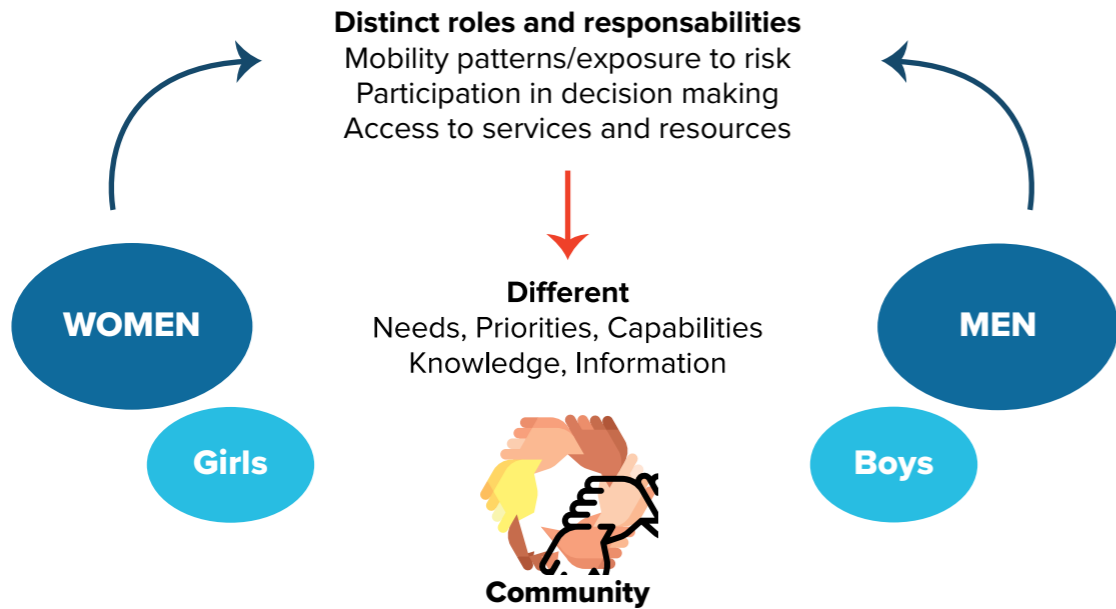 Distinct roles and responsabilities
Mobility patterns/exposure to risk
Participation in decision making
Access to services and resources
WOMEN
MEN
Different
Needs, Priorities, Capabilities
Knowledge, Information
Girls
Boys
Community